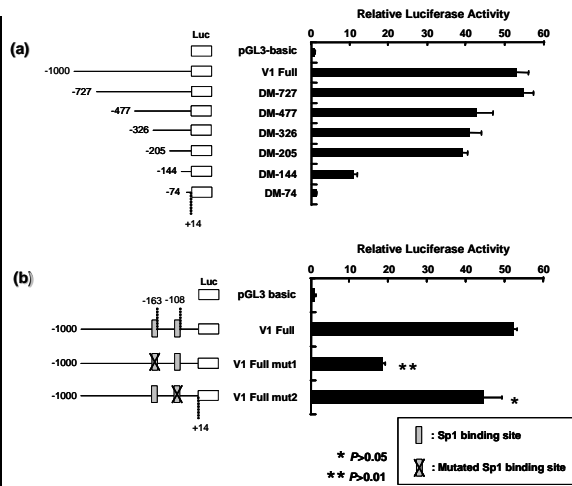 Luc
Relative Luciferase Activity
(a)
0 10 20 30 40 50 60
pGL3-basic
-1000
V1 Full
-727
DM-727
-477
DM-477
-326
DM-326
-205
DM-205
-144
DM-144
-74
DM-74
+14
Relative Luciferase Activity
(b)
Luc
0 10 20 30 40 50 60
pGL3 basic
-163 -108
-1000
V1 Full
-1000
V1 Full mut1
**
-1000
V1 Full mut2
*
+14
: Sp1 binding site
* P>0.05
** P>0.01
: Mutated Sp1 binding site